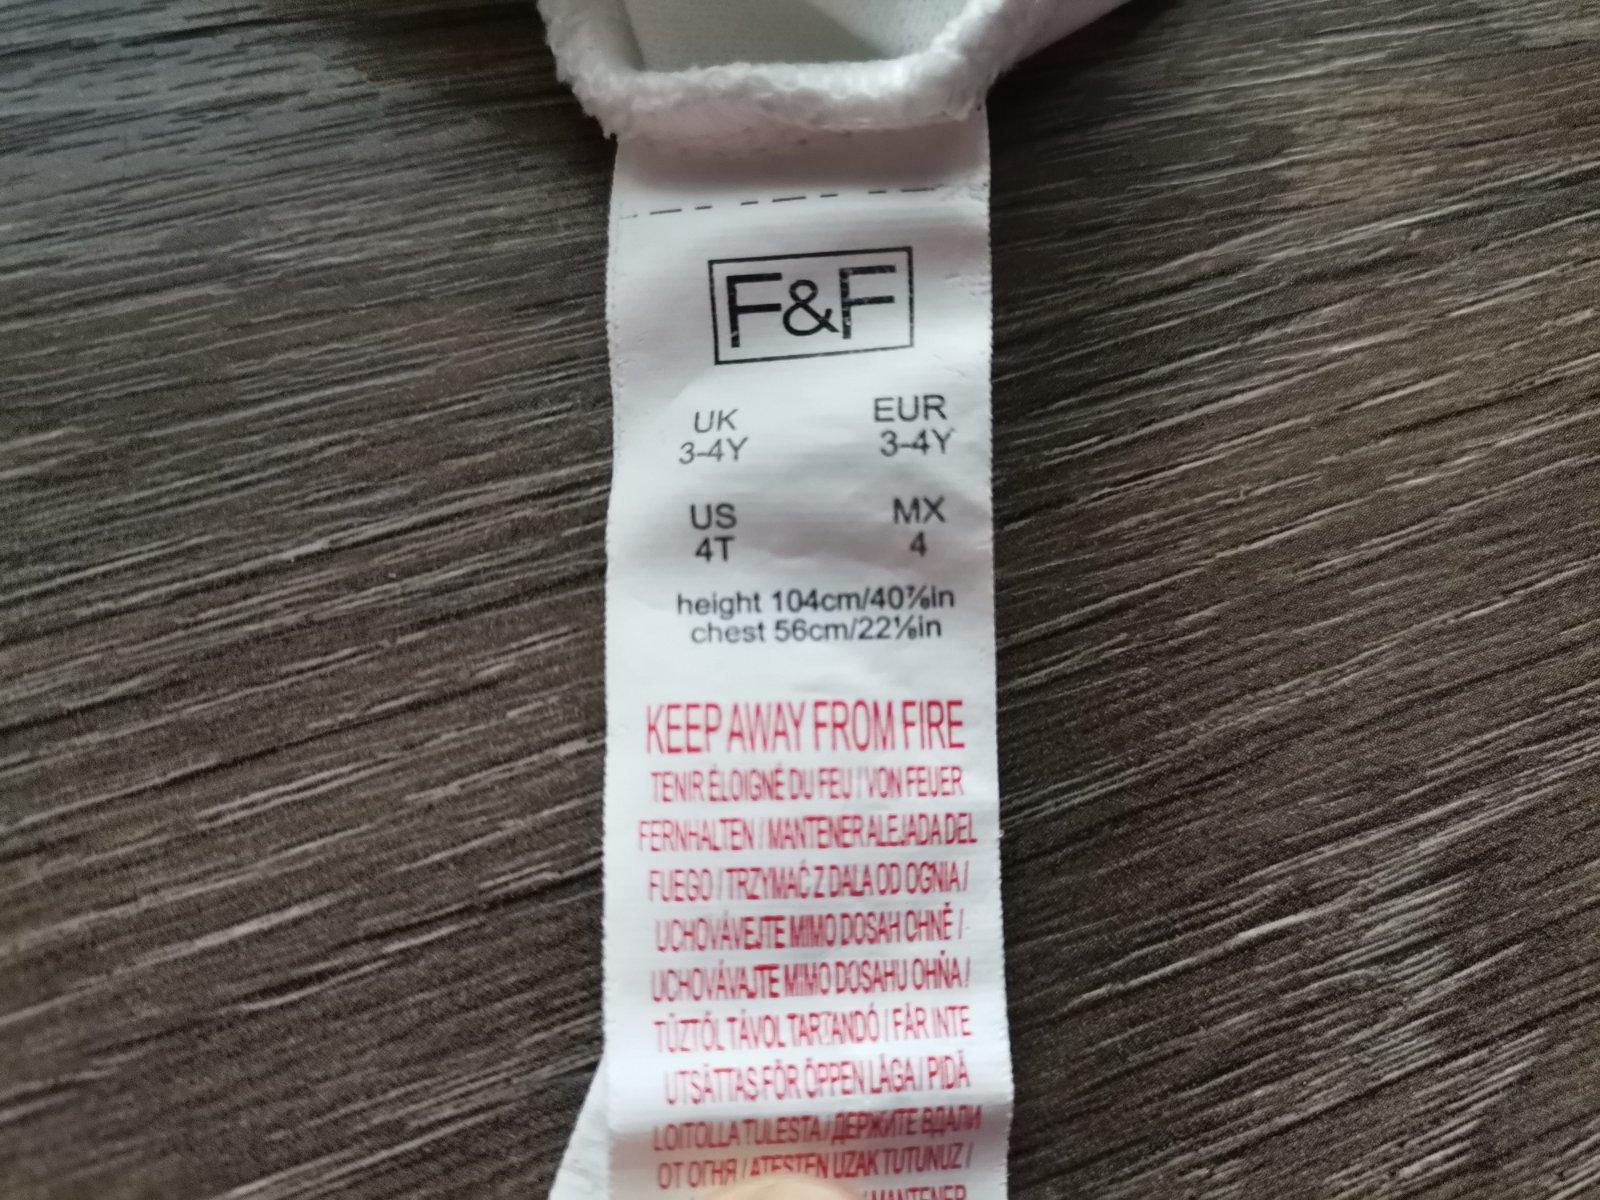 F&F
UK EUR
3-4Y 3-4Y
US MX
4T 4
height 104cm/40⅞in
chest 56cm/22⅛in
KEEP AWAY FROM FIRE
TENIR ÉLOIGNÉ DU FEU / VON FEUER
FERNHALTEN / MANTENER ALEJADA DEL
FUEGO / TRZYMAĆ Z DALA OD OGNIA /
UCHOVÁVEJTE MIMO DOSAH OHNĚ /
UCHOVÁVAJTE MIMO DOSAHU OHŇA /
TŰZTŐL TÁVOL TARTANDÓ / FÅR INTE
UTSÄTTAS FÖR ÖPPEN LÅGA / PIDÄ
LOITOLLA TULESTA / ДЕРЖИТЕ ВДАЛИ
ОТ ОГНЯ / ATEŞTEN UZAK TUTUNUZ /
/ MANTENER